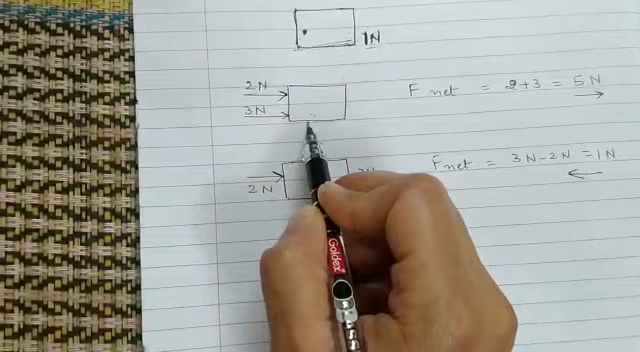 1N
2N
3N
F net = 2+3 = 5N
2N
F net = 3N-2N = 1N
Goldex